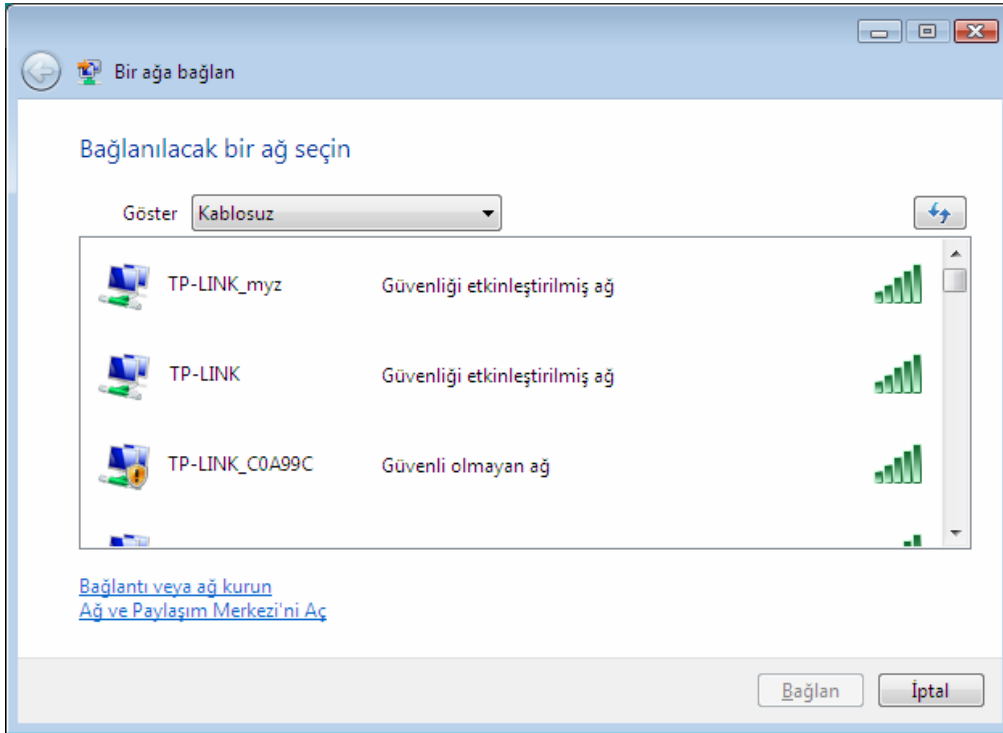 Bir ağa bağlan
Bağlanılacak bir ağ seçin
Göster Kablosuz
TP-LINK_myz Güvenliği etkinleştirilmiş ağ
TP-LINK Güvenliği etkinleştirilmiş ağ
TP-LINK_C0A99C Güvenli olmayan ağ
Bağlantı veya ağ kurun
Ağ ve Paylaşım Merkezi'ni Aç
Bağlan İptal